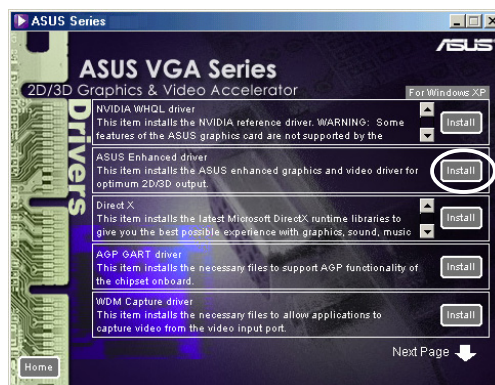 ASUS Series
ASUS
ASUS VGA Series
2D/3D Graphics & Video Accelerator
For Windows XP
Drivers
NVIDIA WHQL driver
This item installs the NVIDIA reference driver. WARNING: Some
features of the ASUS graphics card are not supported by the
Install
ASUS Enhanced driver
This item installs the ASUS enhanced graphics and video driver for
optimum 2D/3D output.
Install
Direct X
This item installs the latest Microsoft DirectX runtime libraries to
give you the best possible experience with graphics, sound, music
Install
AGP GART driver
This item installs the necessary files to support AGP functionality of
the chipset onboard.
Install
WDM Capture driver
This item installs the necessary files to allow applications to
capture video from the video input port.
Install
Next Page
Home